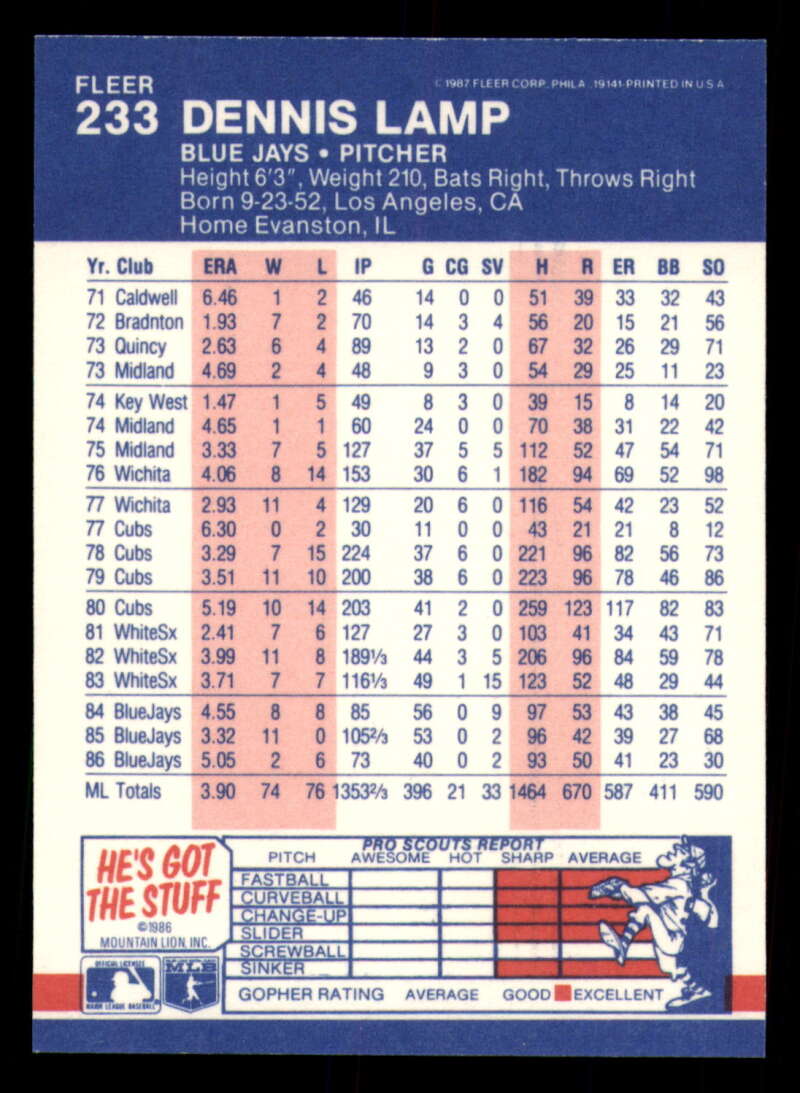 FLEER
© 1987 FLEER CORP. PHILA. 19141-PRINTED IN U S A
233 DENNIS LAMP
BLUE JAYS • PITCHER
Height 6'3", Weight 210, Bats Right, Throws Right
Born 9-23-52, Los Angeles, CA
Home Evanston, IL
Yr. Club ERA W L IP G CG SV H R ER BB SO
71 Caldwell 6.46 1 2 46 14 0 0 51 39 33 32 43
72 Bradnton 1.93 7 2 70 14 3 4 56 20 15 21 56
73 Quincy 2.63 6 4 89 13 2 0 67 32 26 29 71
73 Midland 4.69 2 4 48 9 3 0 54 29 25 11 23
74 Key West 1.47 1 5 49 8 3 0 39 15 8 14 20
74 Midland 4.65 1 1 60 24 0 0 70 38 31 22 42
75 Midland 3.33 7 5 127 37 5 5 112 52 47 54 71
76 Wichita 4.06 8 14 153 30 6 1 182 94 69 52 98
77 Wichita 2.93 11 4 129 20 6 0 116 54 42 23 52
77 Cubs 6.30 0 2 30 11 0 0 43 21 21 8 12
78 Cubs 3.29 7 15 224 37 6 0 221 96 82 56 73
79 Cubs 3.51 11 10 200 38 6 0 223 96 78 46 86
80 Cubs 5.19 10 14 203 41 2 0 259 123 117 82 83
81 WhiteSx 2.41 7 6 127 27 3 0 103 41 34 43 71
82 WhiteSx 3.99 11 8 189⅓ 44 3 5 206 96 84 59 78
83 WhiteSx 3.71 7 7 116⅓ 49 1 15 123 52 48 29 44
84 BlueJays 4.55 8 8 85 56 0 9 97 53 43 38 45
85 BlueJays 3.32 11 0 105⅔ 53 0 2 96 42 39 27 68
86 BlueJays 5.05 2 6 73 40 0 2 93 50 41 23 30
ML Totals 3.90 74 76 1353⅔ 396 21 33 1464 670 587 411 590
HE'S GOT
THE STUFF
©1986
MOUNTAIN LION, INC.
OFFICIAL LICENSEE
MAJOR LEAGUE BASEBALL
MLB
PRO SCOUTS REPORT
PITCH AWESOME HOT SHARP AVERAGE
FASTBALL
CURVEBALL
CHANGE-UP
SLIDER
SCREWBALL
SINKER
GOPHER RATING AVERAGE GOOD EXCELLENT